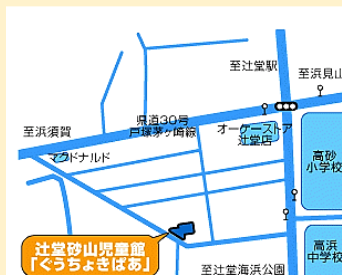 至辻堂駅
至浜見山
県道30号
戸塚茅ヶ崎線
オーケーストア
辻堂店
至浜須賀
マクドナルド
高砂
小学校
高浜
中学校
辻堂砂山児童館
「ぐうちょきぱあ」
至辻堂海浜公園